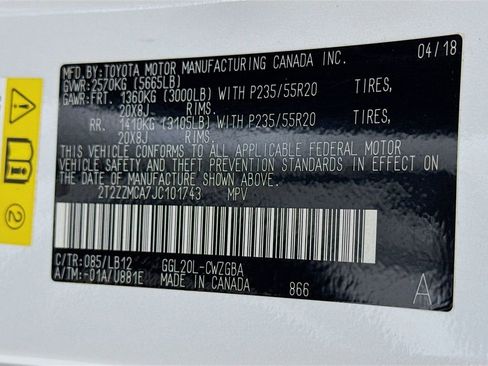 MFD.BY:TOYOTA MOTOR MANUFACTURING CANADA INC. 04/18
GVWR:2570KG (5665LB)
GAWR:FRT. 1360KG (3000LB) WITH P235/55R20 TIRES,
20X8J RIMS
RR. 1410KG (3105LB) WITH P235/55R20 TIRES,
20X8J RIMS
THIS VEHICLE CONFORMS TO ALL APPLICABLE FEDERAL MOTOR
VEHICLE SAFETY AND THEFT PREVENTION STANDARDS IN EFFECT ON
THE DATE OF MANUFACTURE SHOWN ABOVE.
2T2ZZMCA7JC101743 MPV
C/TR:085/LB12 GGL20L-CWZGBA
A/TM:-01A/U881E MADE IN CANADA 866 A
2